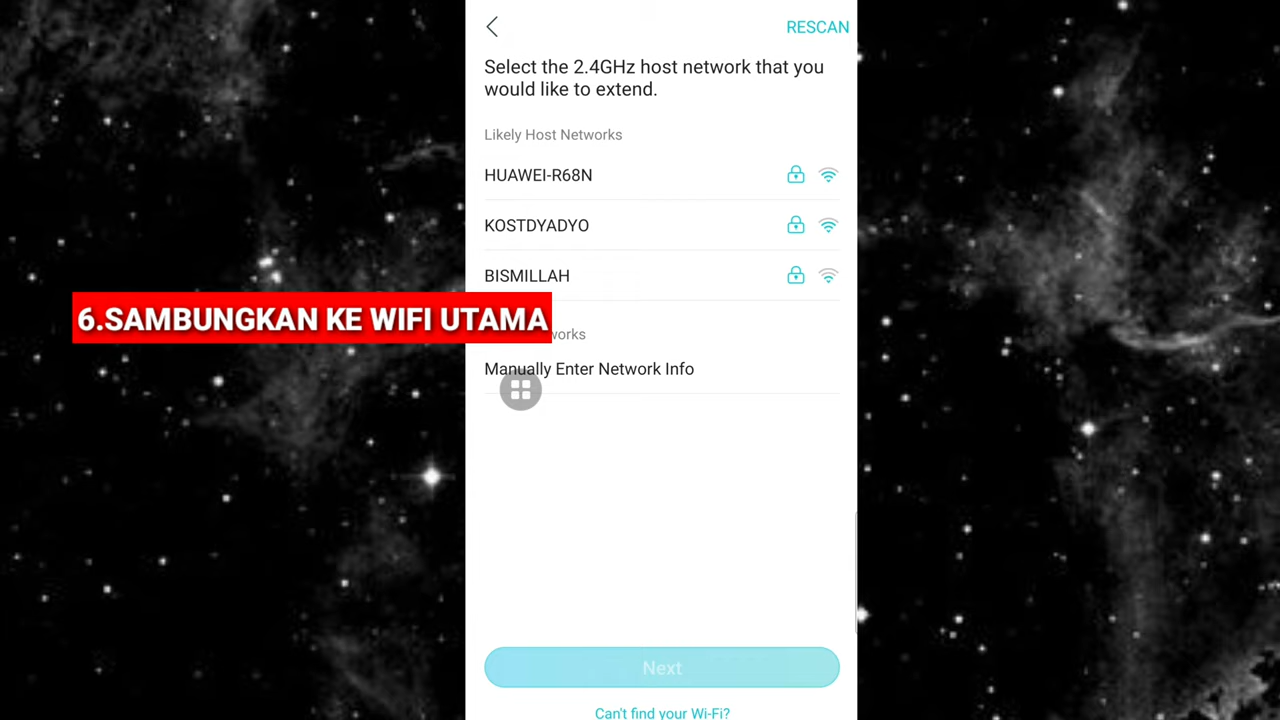 RESCAN
Select the 2.4GHz host network that you
would like to extend.
Likely Host Networks
HUAWEI-R68N
KOSTDYADYO
BISMILLAH
6.SAMBUNGKAN KE WIFI UTAMA
Manually Enter Network Info
Next
Can't find your Wi-Fi?